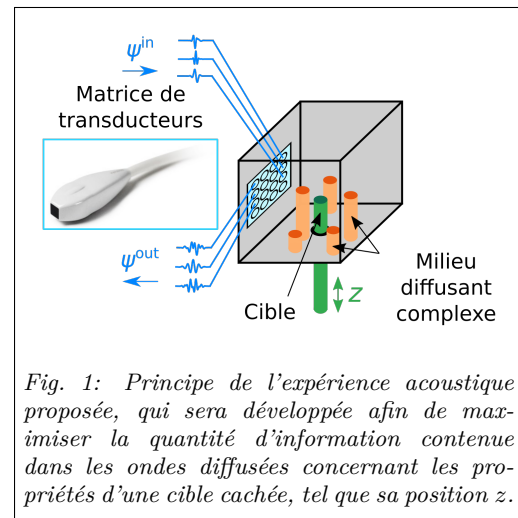 ψin
Matrice de
transducteurs
ψout
Cible
z
Milieu
diffusant
complexe
Fig. 1: Principe de l'expérience acoustique
proposée, qui sera développée afin de max-
imiser la quantité d'information contenue
dans les ondes diffusées concernant les pro-
priétés d'une cible cachée, tel que sa position z.